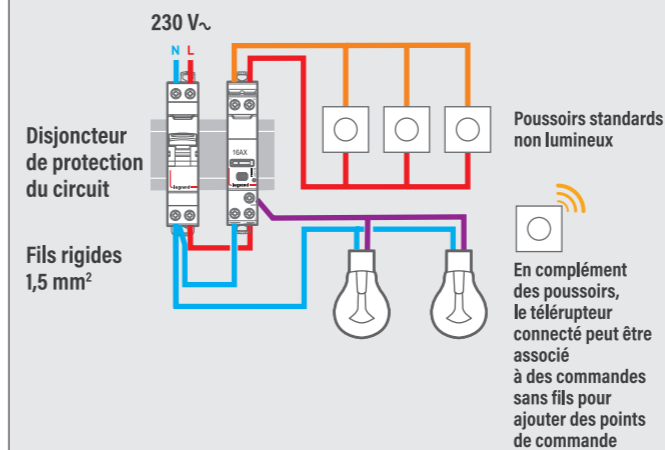 230 V~
N L
Disjoncteur
de protection
du circuit
16AX
legrand
legrand
Fils rigides
1,5 mm²
Poussoirs standards
non lumineux
En complément
des poussoirs,
le télérupteur
connecté peut être
associé
à des commandes
sans fils pour
ajouter des points
de commande